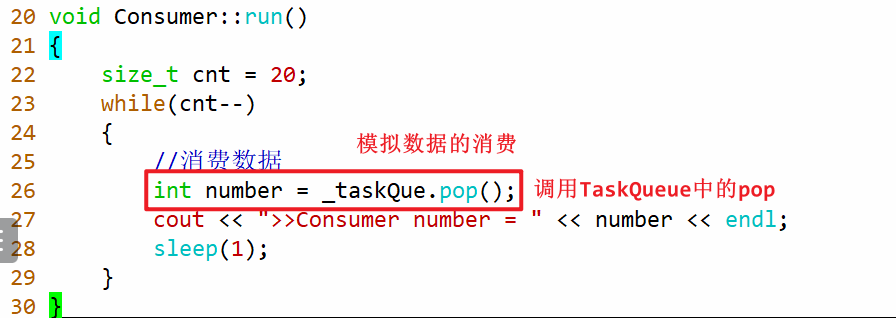 20 void Consumer::run()
21 {
22     size_t cnt = 20;
23     while(cnt--)
24     {
模拟数据的消费
25         //消费数据
26         int number = _taskQue.pop(); 调用TaskQueue中的pop
27         cout << ">>Consumer number = " << number << endl;
28         sleep(1);
29     }
30 }